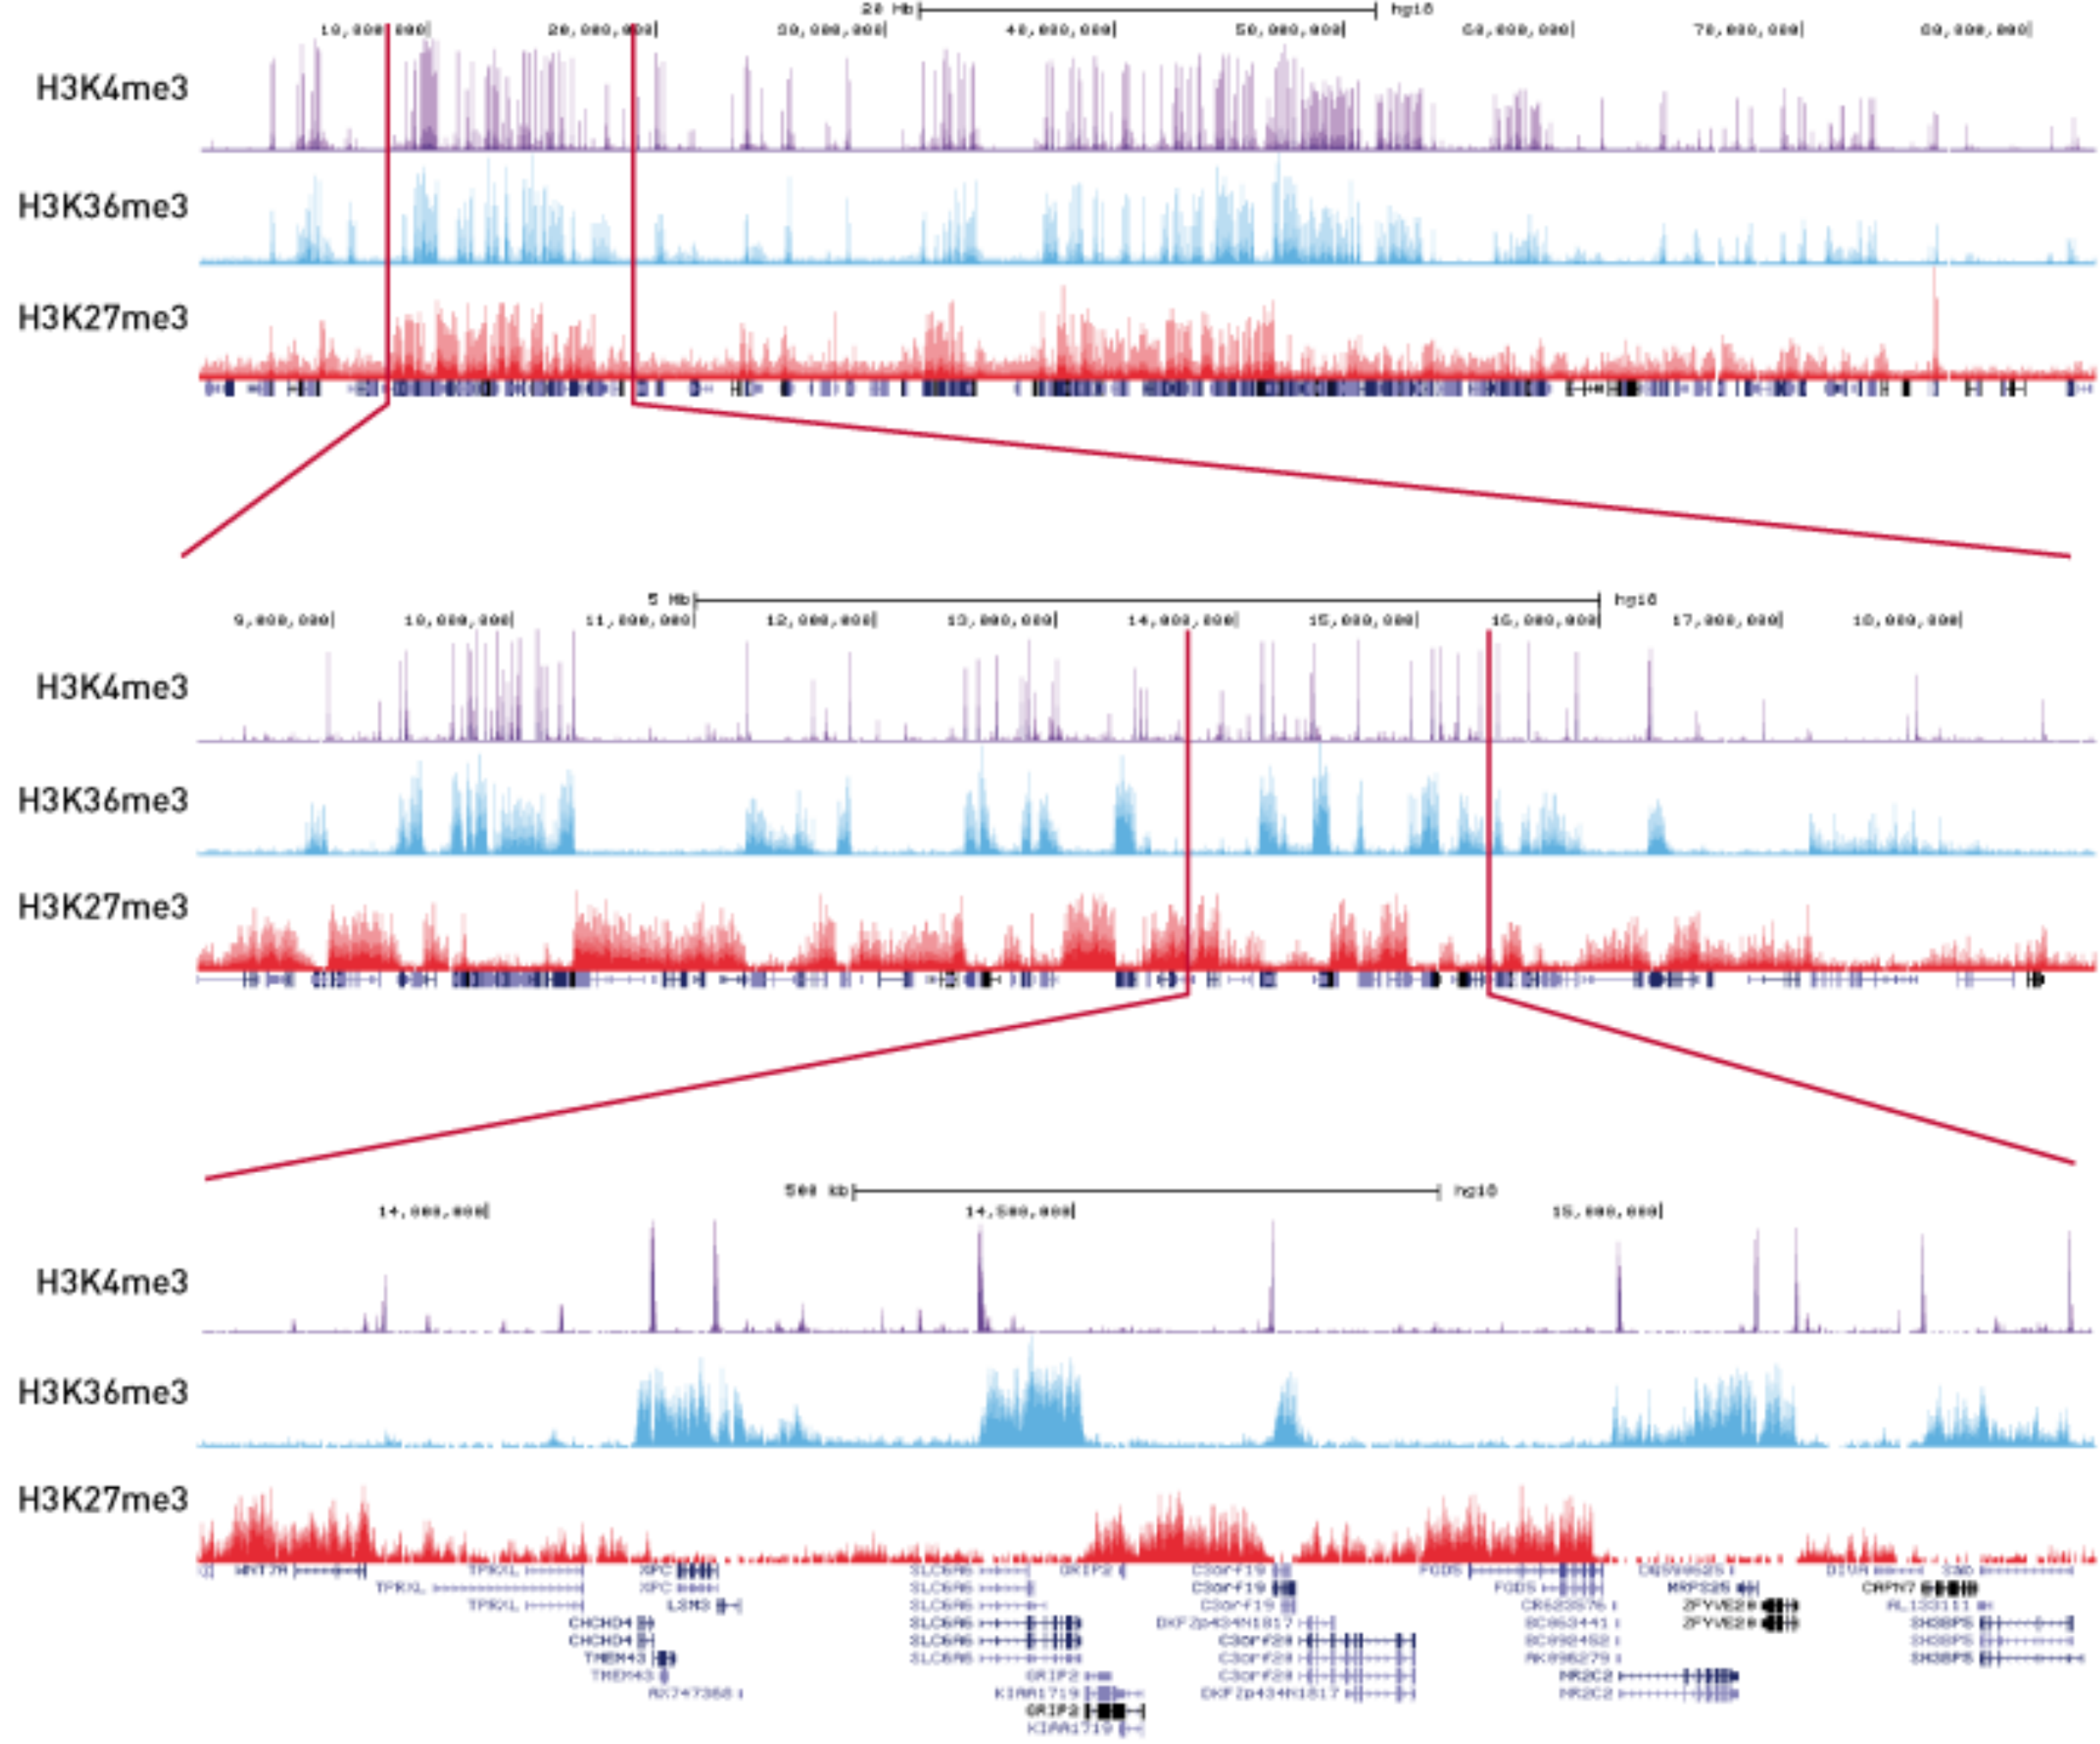 20 Mb hg18
10,000,000 20,000,000 30,000,000 40,000,000 50,000,000 60,000,000 70,000,000 80,000,000
H3K4me3
H3K36me3
H3K27me3
5 Mb hg18
9,000,000 10,000,000 11,000,000 12,000,000 13,000,000 14,000,000 15,000,000 16,000,000 17,000,000 18,000,000
H3K4me3
H3K36me3
H3K27me3
500 kb hg18
14,000,000 14,500,000 15,000,000
H3K4me3
H3K36me3
H3K27me3
WNT7A TPRXL XPC SLC6A6 GRIP2 C3orf19 FGD5
TPRXL XPC SLC6A6 C3orf19 FGD5 MRPS25 CAPN7
TPRXL LSM3 SLC6A6 C3orf19 ZFYVE20 AL133111
CHCHD4 SLC6A6 DKFZp434N1817 ZFYVE20 SH3BP5
CHCHD4 SLC6A6 C3orf20 SH3BP5
TMEM43 SLC6A6 C3orf20 SH3BP5
TMEM43 GRIP2 C3orf20 NR2C2
AX747368 KIAA1719 DKFZp434N1817 NR2C2
GRIP2
KIAA1719